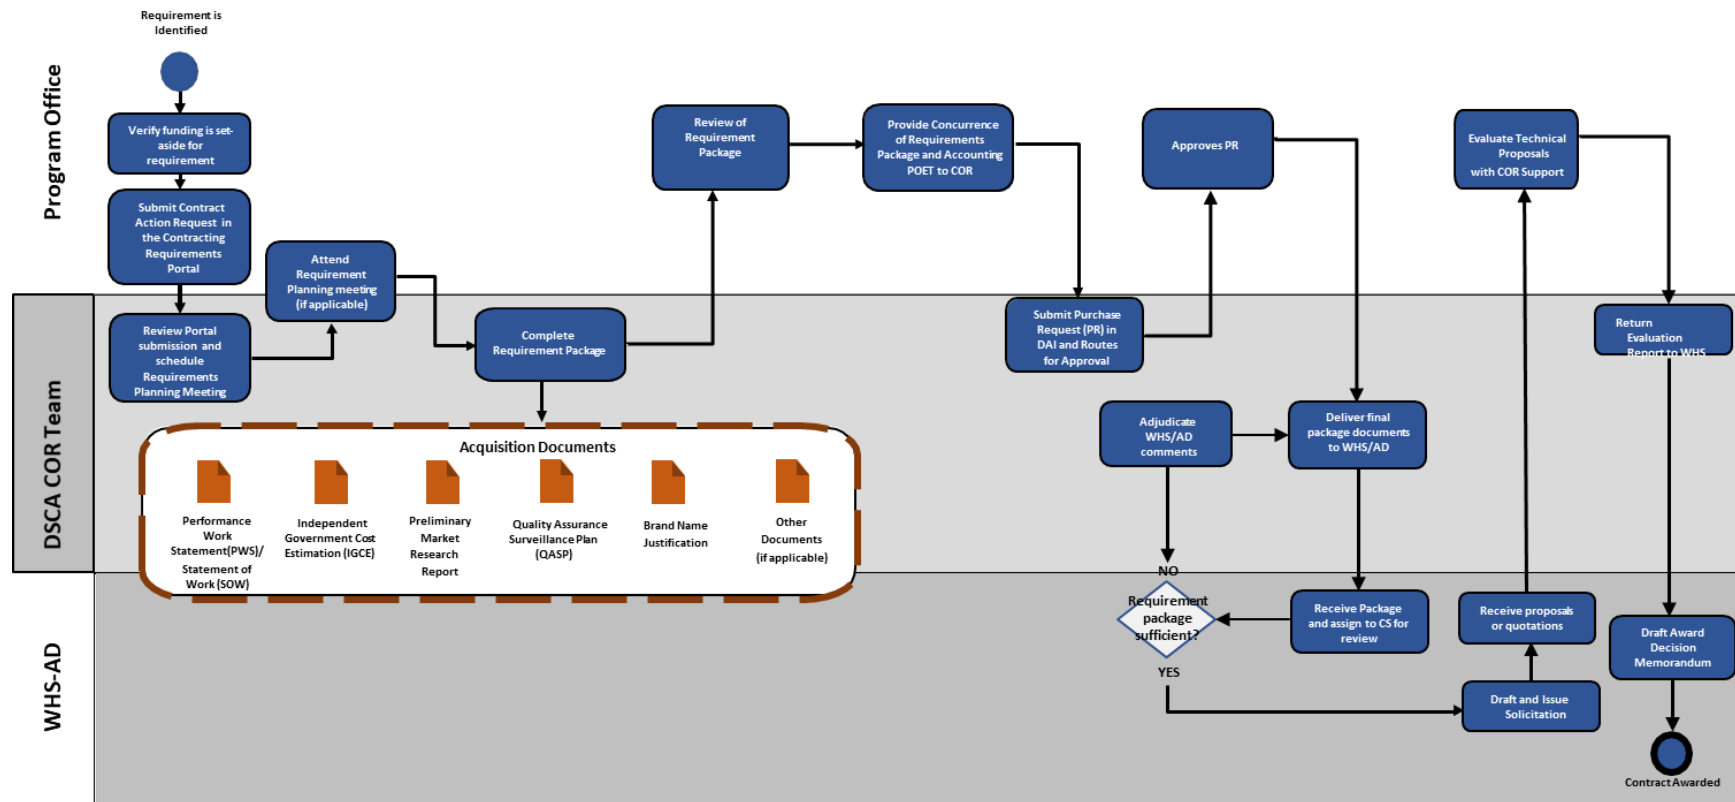 Requirement is
Identified
Program Office
Verify funding is set-
aside for
requirement
Submit Contract
Action Request in
the Contracting
Requirements
Portal
Attend
Requirement
Planning meeting
(if applicable)
Review of
Requirement
Package
Provide Concurrence
of Requirements
Package and Accounting
POET to COR
Approves PR
Evaluate Technical
Proposals
with COR Support
DSCA COR Team
Review Portal
submission and
schedule
Requirements
Planning Meeting
Complete
Requirement Package
Submit Purchase
Request (PR) in
DAI and Routes
for Approval
Return
Evaluation
Report to WHS
Adjudicate
WHS/AD
comments
Deliver final
package documents
to WHS/AD
Acquisition Documents
Performance
Work
Statement(PWS)/
Statement of
Work (SOW)
Independent
Government Cost
Estimation (IGCE)
Preliminary
Market
Research
Report
Quality Assurance
Surveillance Plan
(QASP)
Brand Name
Justification
Other
Documents
(if applicable)
WHS-AD
NO
Requirement
package
sufficient?
YES
Receive Package
and assign to CS for
review
Receive proposals
or quotations
Draft and Issue
Solicitation
Draft Award
Decision
Memorandum
Contract Awarded